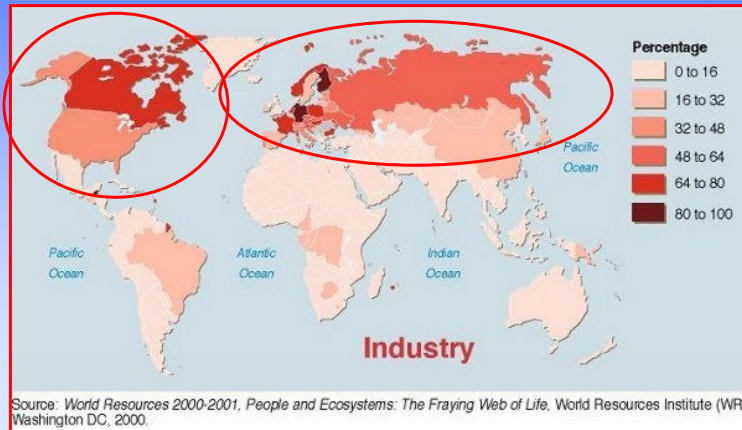 Percentage
0 to 16
16 to 32
32 to 48
48 to 64
64 to 80
80 to 100
Pacific
Ocean
Pacific
Ocean
Atlantic
Ocean
Indian
Ocean
Industry
Source: World Resources 2000-2001, People and Ecosystems: The Fraying Web of Life, World Resources Institute (WR
Washington DC, 2000.